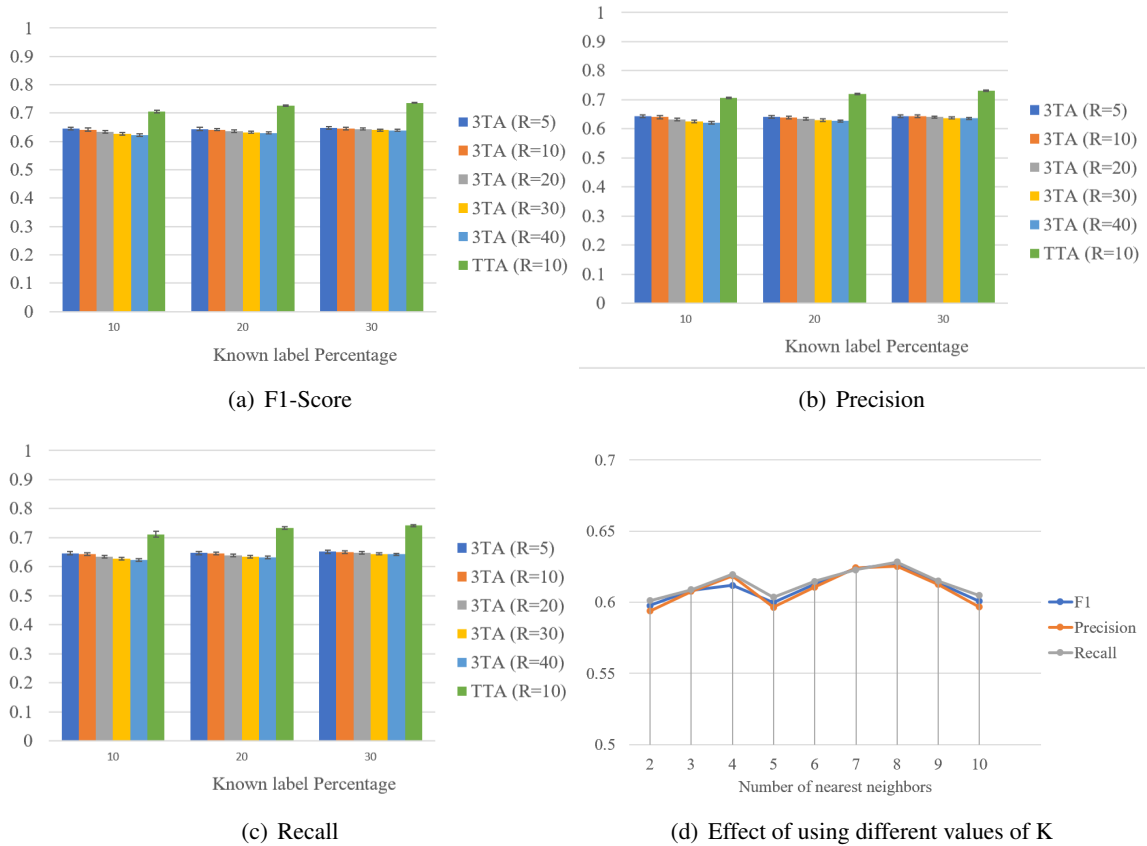 1
0.9
0.8
0.7
0.6
0.5
0.4
0.3
0.2
0.1
0
10
20
30
Known label Percentage
3TA (R=5)
3TA (R=10)
3TA (R=20)
3TA (R=30)
3TA (R=40)
TTA (R=10)
(a) F1-Score
1
0.9
0.8
0.7
0.6
0.5
0.4
0.3
0.2
0.1
0
10
20
30
Known label Percentage
3TA (R=5)
3TA (R=10)
3TA (R=20)
3TA (R=30)
3TA (R=40)
TTA (R=10)
(b) Precision
1
0.9
0.8
0.7
0.6
0.5
0.4
0.3
0.2
0.1
0
10
20
30
Known label Percentage
3TA (R=5)
3TA (R=10)
3TA (R=20)
3TA (R=30)
3TA (R=40)
TTA (R=10)
(c) Recall
0.7
0.65
0.6
0.55
0.5
2
3
4
5
6
7
8
9
10
Number of nearest neighbors
F1
Precision
Recall
(d) Effect of using different values of K